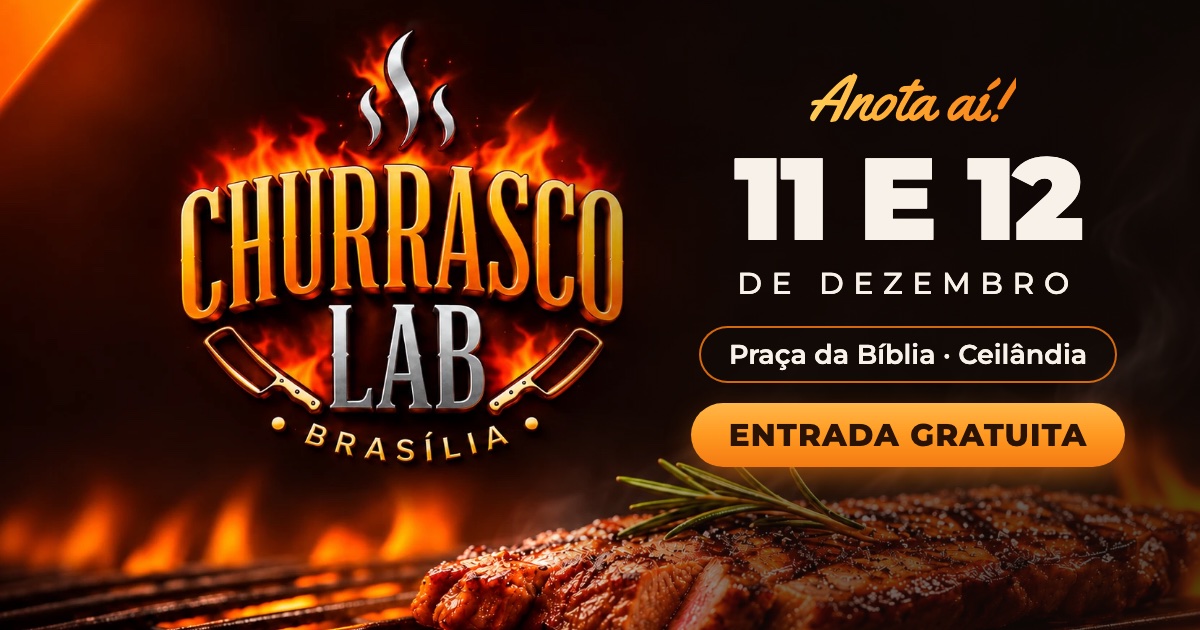 CHURRASCO
LAB
• BRASÍLIA •
Anota aí!
11 E 12
DE DEZEMBRO
Praça da Bíblia · Ceilândia
ENTRADA GRATUITA